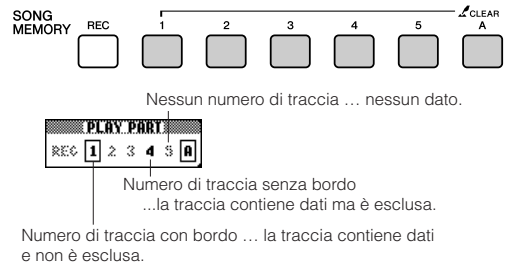 SONG MEMORY
REC 1 2 3 4 5 A
CLEAR
Nessun numero di traccia … nessun dato.
PLAY PART
REC 1 2 3 4 5 A
Numero di traccia senza bordo
...la traccia contiene dati ma è esclusa.
Numero di traccia con bordo … la traccia contiene dati
e non è esclusa.